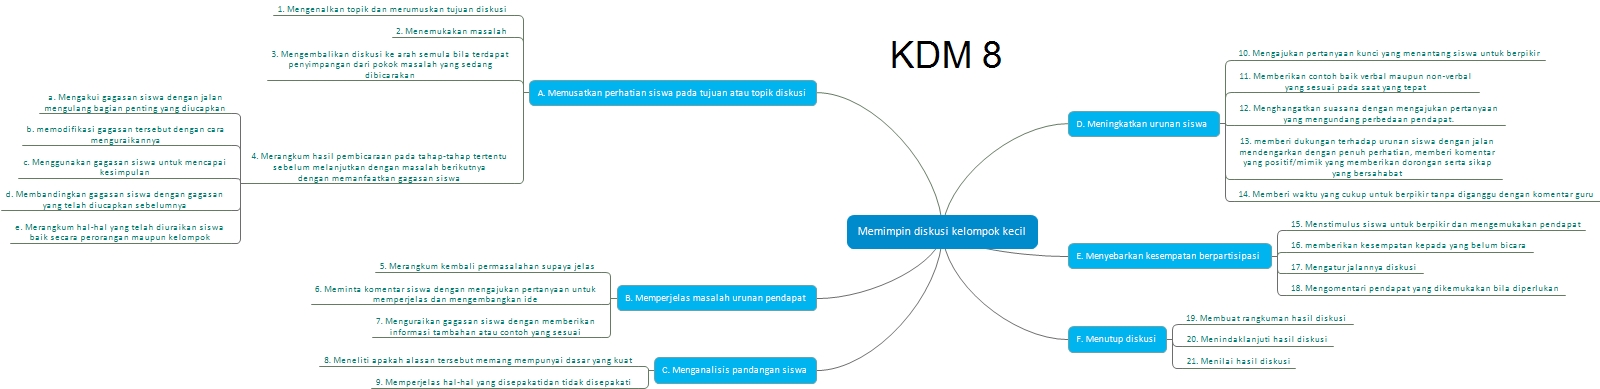 KDM 8
Memimpin diskusi kelompok kecil
A. Memusatkan perhatian siswa pada tujuan atau topik diskusi
1. Mengenalkan topik dan merumuskan tujuan diskusi
2. Menemukakan masalah
3. Mengembalikan diskusi ke arah semula bila terdapat
penyimpangan dari pokok masalah yang sedang
dibicarakan
4. Merangkum hasil pembicaraan pada tahap-tahap tertentu
sebelum melanjutkan dengan masalah berikutnya
dengan memanfaatkan gagasan siswa
a. Mengakui gagasan siswa dengan jalan
mengulang bagian penting yang diucapkan
b. memodifikasi gagasan tersebut dengan cara
menguraikannya
c. Menggunakan gagasan siswa untuk mencapai
kesimpulan
d. Membandingkan gagasan siswa dengan gagasan
yang telah diucapkan sebelumnya
e. Merangkum hal-hal yang telah diuraikan siswa
baik secara perorangan maupun kelompok
B. Memperjelas masalah urunan pendapat
5. Merangkum kembali permasalahan supaya jelas
6. Meminta komentar siswa dengan mengajukan pertanyaan untuk
memperjelas dan mengembangkan ide
7. Menguraikan gagasan siswa dengan memberikan
informasi tambahan atau contoh yang sesuai
C. Menganalisis pandangan siswa
8. Meneliti apakah alasan tersebut memang mempunyai dasar yang kuat
9. Memperjelas hal-hal yang disepakatidan tidak disepakati
D. Meningkatkan urunan siswa
10. Mengajukan pertanyaan kunci yang menantang siswa untuk berpikir
11. Memberikan contoh baik verbal maupun non-verbal
yang sesuai pada saat yang tepat
12. Menghangatkan suasana dengan mengajukan pertanyaan
yang mengundang perbedaan pendapat.
13. memberi dukungan terhadap urunan siswa dengan jalan
mendengarkan dengan penuh perhatian, memberi komentar
yang positif/mimik yang memberikan dorongan serta sikap
yang bersahabat
14. Memberi waktu yang cukup untuk berpikir tanpa diganggu dengan komentar guru
E. Menyebarkan kesempatan berpartisipasi
15. Menstimulus siswa untuk berpikir dan mengemukakan pendapat
16. memberikan kesempatan kepada yang belum bicara
17. Mengatur jalannya diskusi
18. Mengomentari pendapat yang dikemukakan bila diperlukan
F. Menutup diskusi
19. Membuat rangkuman hasil diskusi
20. Menindaklanjuti hasil diskusi
21. Menilai hasil diskusi